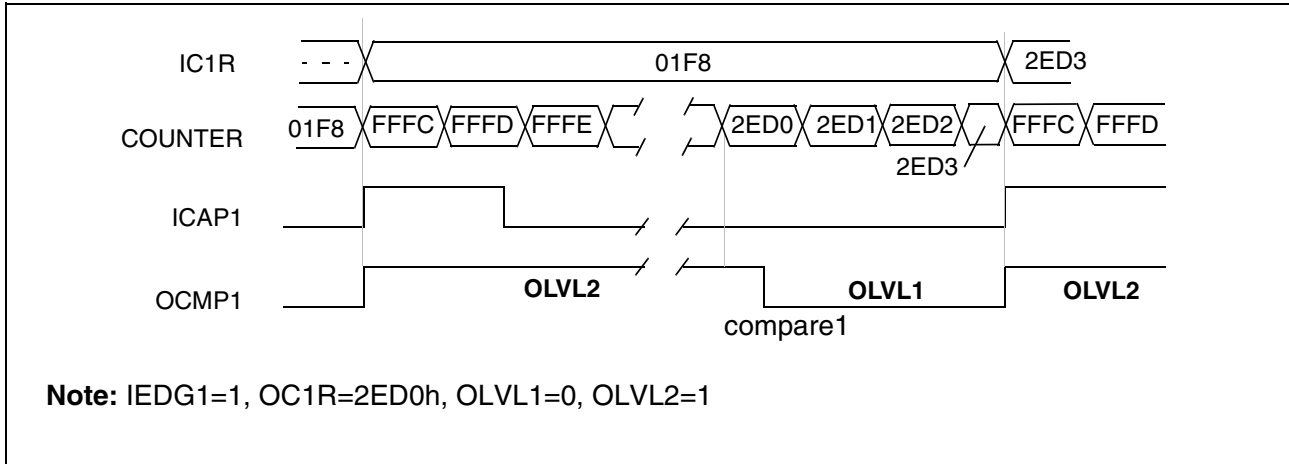 IC1R - - - 01F8 2ED3
COUNTER 01F8 FFFC FFFD FFFE 2ED0 2ED1 2ED2 FFFC FFFD
2ED3
ICAP1
OCMP1 OLVL2 OLVL1 OLVL2
compare1
Note: IEDG1=1, OC1R=2ED0h, OLVL1=0, OLVL2=1